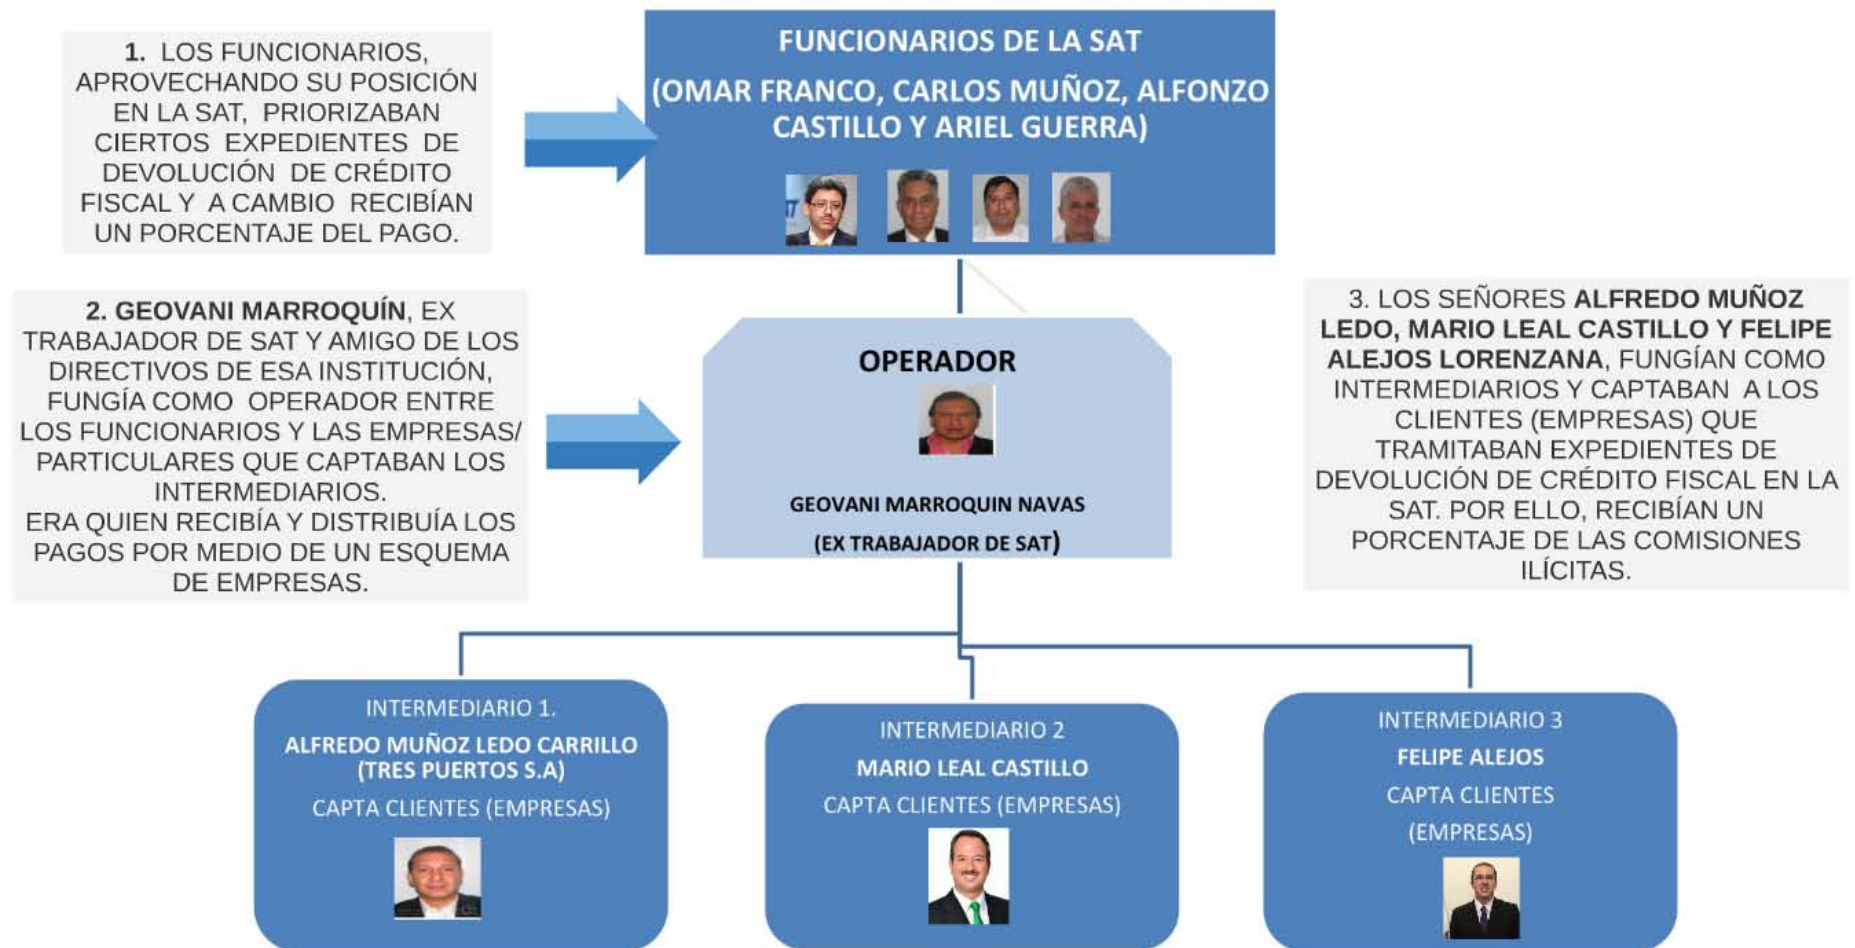 1. LOS FUNCIONARIOS,
APROVECHANDO SU POSICIÓN
EN LA SAT, PRIORIZABAN
CIERTOS EXPEDIENTES DE
DEVOLUCIÓN DE CRÉDITO
FISCAL Y A CAMBIO RECIBÍAN
UN PORCENTAJE DEL PAGO.
FUNCIONARIOS DE LA SAT
(OMAR FRANCO, CARLOS MUÑOZ, ALFONZO
CASTILLO Y ARIEL GUERRA)
2. GEOVANI MARROQUÍN, EX
TRABAJADOR DE SAT Y AMIGO DE LOS
DIRECTIVOS DE ESA INSTITUCIÓN,
FUNGÍA COMO OPERADOR ENTRE
LOS FUNCIONARIOS Y LAS EMPRESAS/
PARTICULARES QUE CAPTABAN LOS
INTERMEDIARIOS.
ERA QUIEN RECIBÍA Y DISTRIBUÍA LOS
PAGOS POR MEDIO DE UN ESQUEMA
DE EMPRESAS.
OPERADOR
GEOVANI MARROQUIN NAVAS
(EX TRABAJADOR DE SAT)
3. LOS SEÑORES ALFREDO MUÑOZ
LEDO, MARIO LEAL CASTILLO Y FELIPE
ALEJOS LORENZANA, FUNGÍAN COMO
INTERMEDIARIOS Y CAPTABAN A LOS
CLIENTES (EMPRESAS) QUE
TRAMITABAN EXPEDIENTES DE
DEVOLUCIÓN DE CRÉDITO FISCAL EN LA
SAT. POR ELLO, RECIBÍAN UN
PORCENTAJE DE LAS COMISIONES
ILÍCITAS.
INTERMEDIARIO 1.
ALFREDO MUÑOZ LEDO CARRILLO
(TRES PUERTOS S.A)
CAPTA CLIENTES (EMPRESAS)
INTERMEDIARIO 2
MARIO LEAL CASTILLO
CAPTA CLIENTES (EMPRESAS)
INTERMEDIARIO 3
FELIPE ALEJOS
CAPTA CLIENTES
(EMPRESAS)